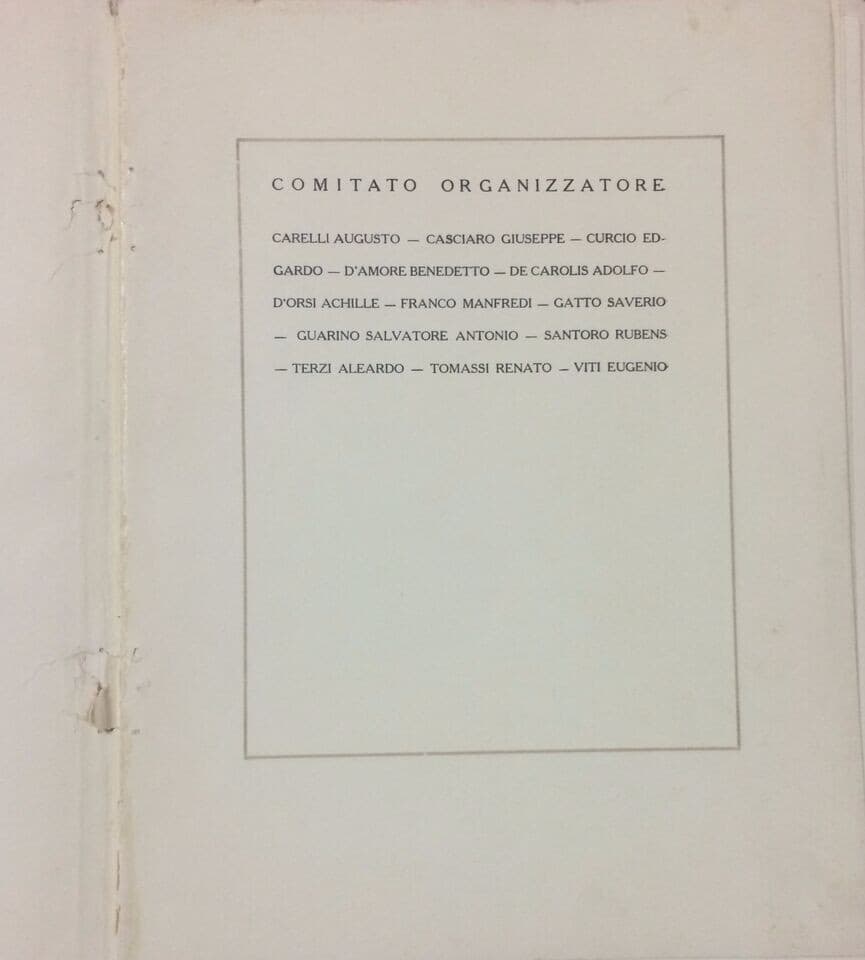 COMITATO ORGANIZZATORE
CARELLI AUGUSTO — CASCIARO GIUSEPPE — CURCIO ED-
GARDO — D'AMORE BENEDETTO — DE CAROLIS ADOLFO —
D'ORSI ACHILLE — FRANCO MANFREDI — GATTO SAVERIO
— GUARINO SALVATORE ANTONIO — SANTORO RUBENS
— TERZI ALEARDO — TOMASSI RENATO — VITI EUGENIO